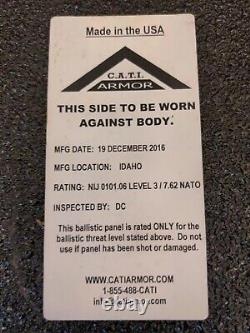 Made in the USA
C.A.T.I.
ARMOR
THIS SIDE TO BE WORN
AGAINST BODY.
MFG DATE: 19 DECEMBER 2016
MFG LOCATION: IDAHO
RATING: NIJ 0101.06 LEVEL 3 / 7.62 NATO
INSPECTED BY: DC
This ballistic panel is rated ONLY for the
ballistic threat level stated above. Do not
use if panel has been shot or damaged.
WWW.CATIARMOR.COM
1-855-488-CATI
ebth.com